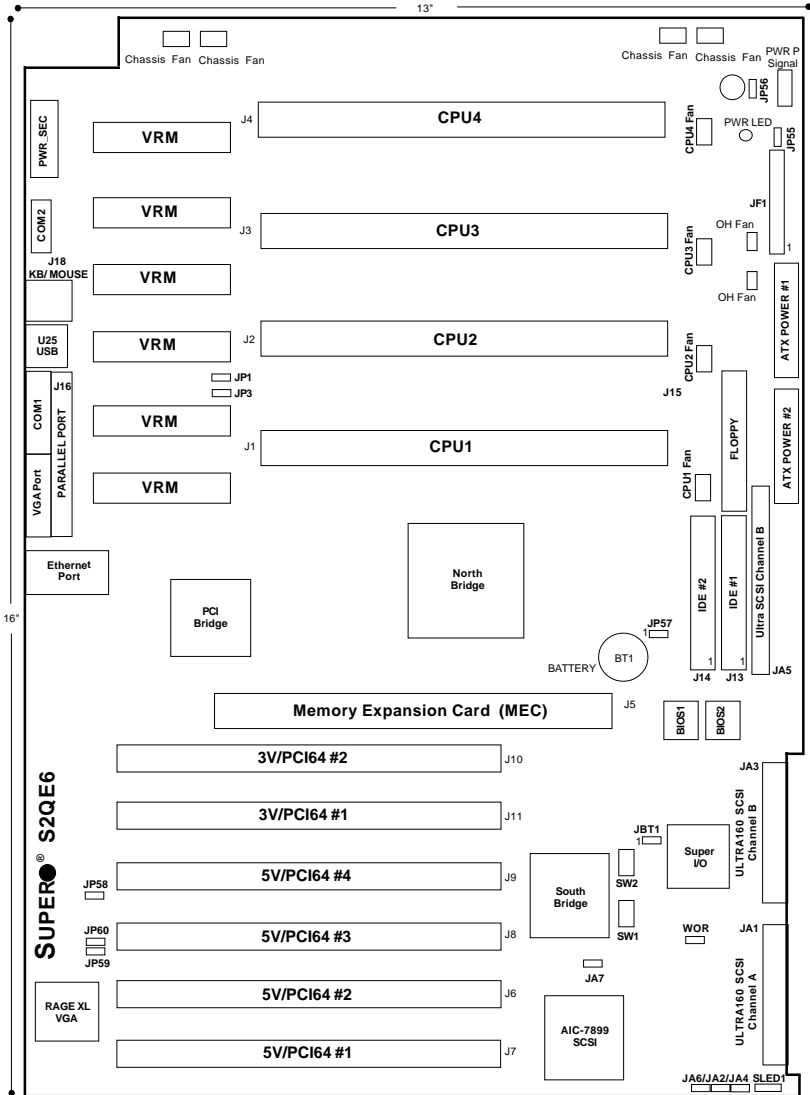 13"
Chassis Fan
Chassis Fan
Chassis Fan
Chassis Fan
PWR P
Signal
JP56
PWR_SEC
VRM
J4
CPU4
CPU4 Fan
PWR LED
JP55
COM2
VRM
J3
CPU3
CPU3 Fan
OH Fan
JF1
1
J18
KB/MOUSE
VRM
OH Fan
ATX POWER #1
U25
USB
VRM
J2
CPU2
CPU2 Fan
JP1
JP3
J16
COM1
PARALLEL PORT
J15
FLOPPY
ATX POWER #2
VRM
J1
CPU1
CPU1 Fan
VGA Port
VRM
Ethernet
Port
PCI
Bridge
North
Bridge
IDE #2
IDE #1
Ultra SCSI Channel B
16"
JP57
1
BATTERY
BT1
1
1
J14
J13
JA5
Memory Expansion Card (MEC)
J5
BIOS1
BIOS2
3V/PCI64 #2
J10
JA3
ULTRA160 SCSI
Channel B
3V/PCI64 #1
J11
JBT1
1
Super
I/O
SUPER® S2QE6
5V/PCI64 #4
J9
South
Bridge
SW2
JP58
5V/PCI64 #3
J8
SW1
WOR
JA1
JP60
JP59
JA7
5V/PCI64 #2
J6
RAGE XL
VGA
AIC-7899
SCSI
ULTRA160 SCSI
Channel A
5V/PCI64 #1
J7
JA6/JA2/JA4
SLED1